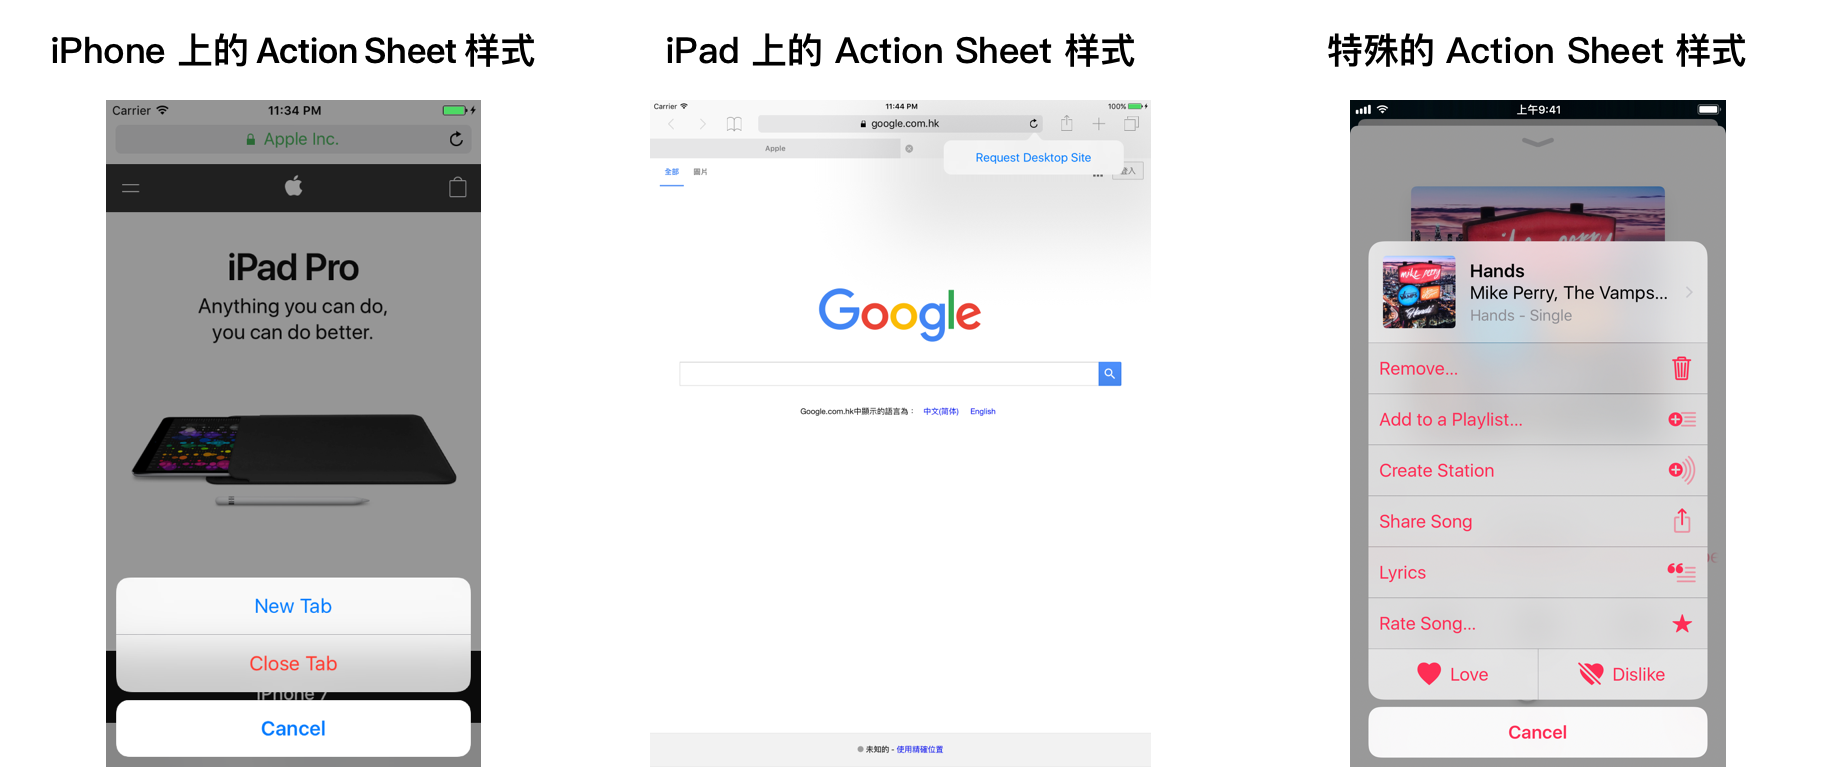 iPhone 上的 Action Sheet 样式
Carrier
11:34 PM
Apple Inc.
iPad Pro
Anything you can do,
you can do better.
New Tab
Close Tab
iPhone 7
Cancel
iPad 上的 Action Sheet 样式
Carrier
11:44 PM
100%
google.com.hk
Apple
Request Desktop Site
全部
圖片
登入
Google
Google.com.hk中顯示的語言為：
中文(简体)
English
未知的 - 使用精確位置
特殊的 Action Sheet 样式
上午9:41
mike perry
Hands
Mike Perry, The Vamps...
Hands - Single
Remove...
Add to a Playlist...
Create Station
Share Song
Lyrics
Rate Song...
Love
Dislike
Cancel